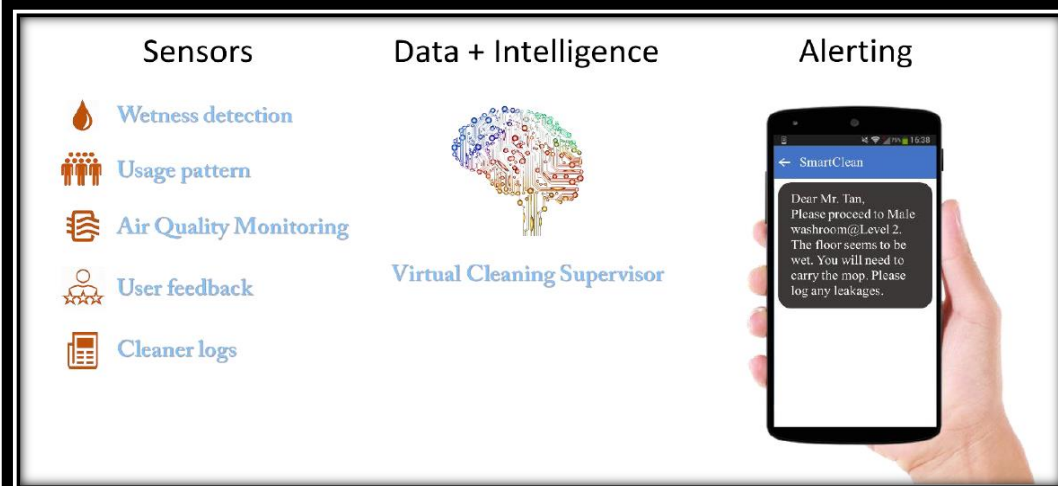 Sensors
Data + Intelligence
Alerting
Wetness detection
Usage pattern
Air Quality Monitoring
User feedback
Cleaner logs
Virtual Cleaning Supervisor
16:38
SmartClean
Dear Mr. Tan,
Please proceed to Male
washroom@Level 2.
The floor seems to be
wet. You will need to
carry the mop. Please
log any leakages.